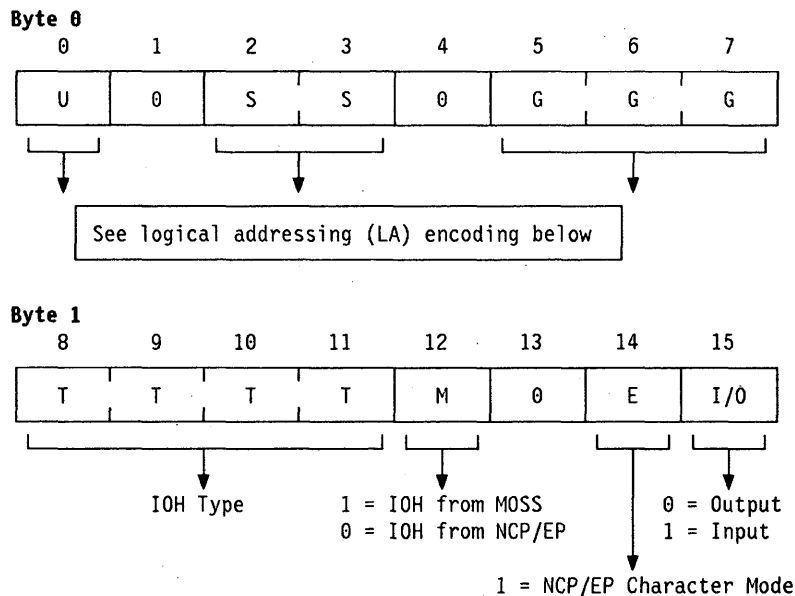 Byte 0
0 1 2 3 4 5 6 7
U 0 S S 0 G G G
See logical addressing (LA) encoding below
Byte 1
8 9 10 11 12 13 14 15
T T T T M 0 E I/O
IOH Type
1 = IOH from MOSS
0 = IOH from NCP/EP
0 = Output
1 = Input
1 = NCP/EP Character Mode